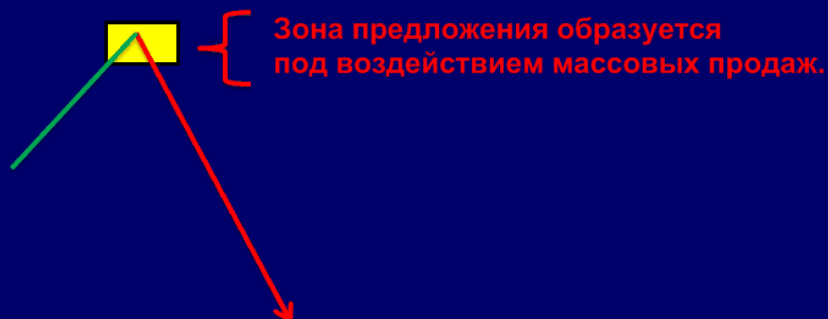 Зона предложения образуется
под воздействием массовых продаж.